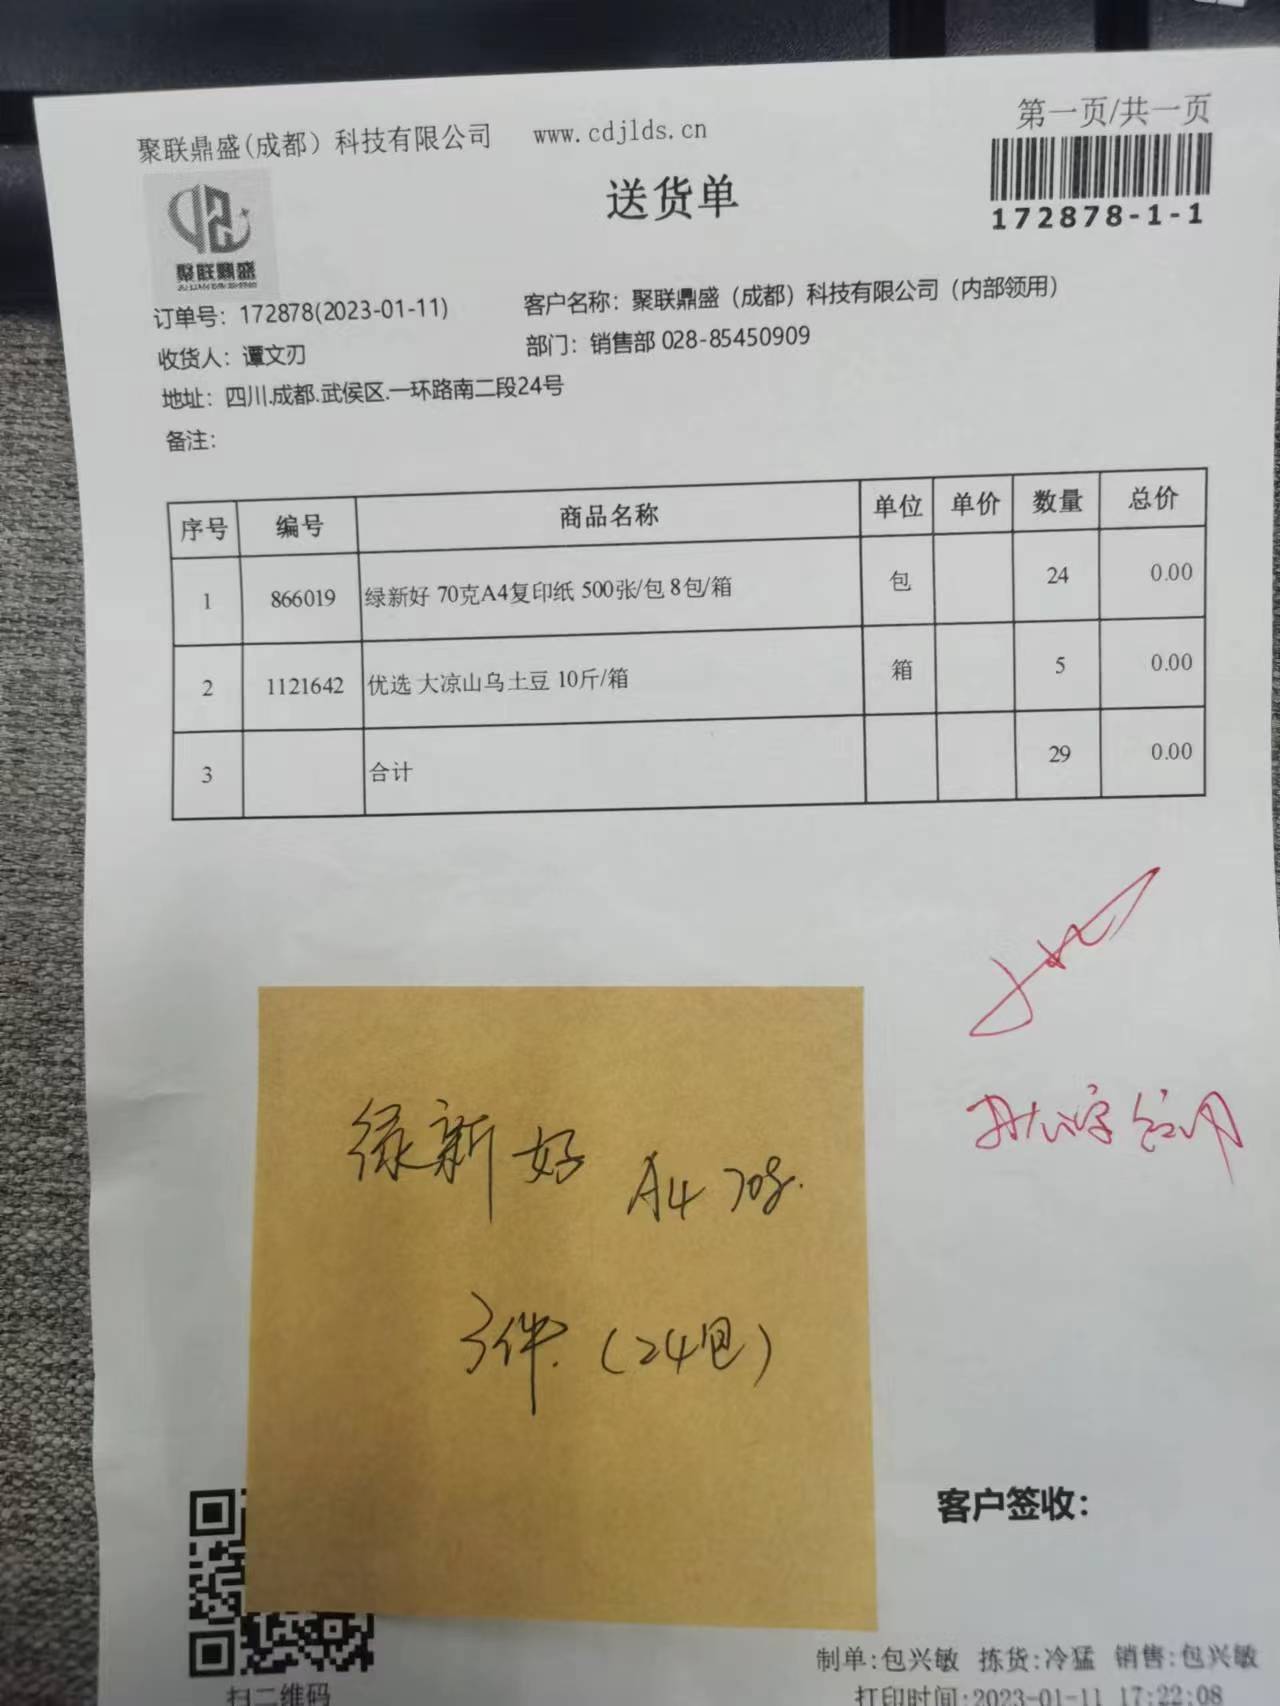 第一页/共一页
聚联鼎盛(成都)科技有限公司 www.cdjlds.cn
送货单
172878-1-1
聚联鼎盛
订单号：172878(2023-01-11) 客户名称：聚联鼎盛（成都）科技有限公司（内部领用）
收货人：谭文刃 部门：销售部 028-85450909
地址：四川.成都.武侯区.一环路南二段24号
备注：
序号 编号 商品名称 单位 单价 数量 总价
1 866019 绿新好 70克A4复印纸 500张/包 8包/箱 包 24 0.00
2 1121642 优选 大凉山乌土豆 10斤/箱 箱 5 0.00
3 合计 29 0.00
绿新好 A4 70g.
3件.（24包）
客户签收：
制单:包兴敏 拣货:冷猛 销售:包兴敏
扫二维码 打印时间:2023-01-11 17:22:08